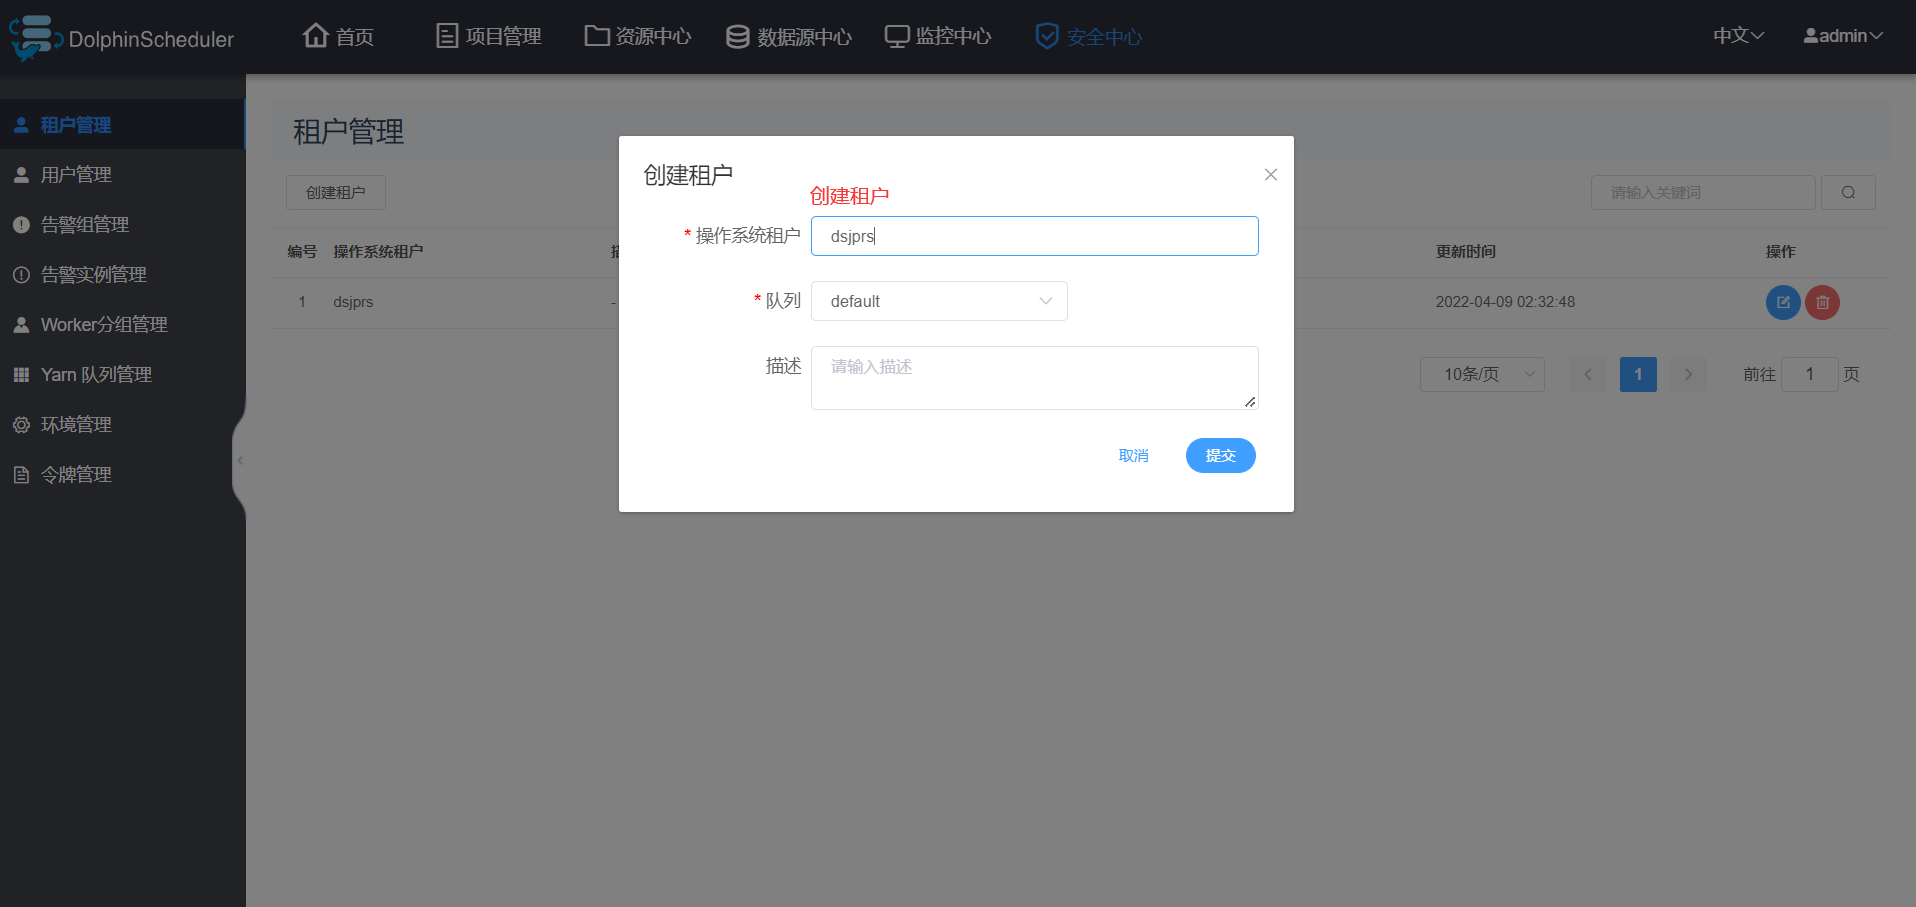 DolphinScheduler
首页
项目管理
资源中心
数据源中心
监控中心
安全中心
中文
admin
租户管理
用户管理
告警组管理
告警实例管理
Worker分组管理
Yarn 队列管理
环境管理
令牌管理
租户管理
创建租户
请输入关键词
编号 操作系统租户 更新时间 操作
1 dsjprs - 2022-04-09 02:32:48
10条/页 1 前往 1 页
创建租户
创建租户
* 操作系统租户 dsjprs
* 队列 default
描述 请输入描述
取消 提交